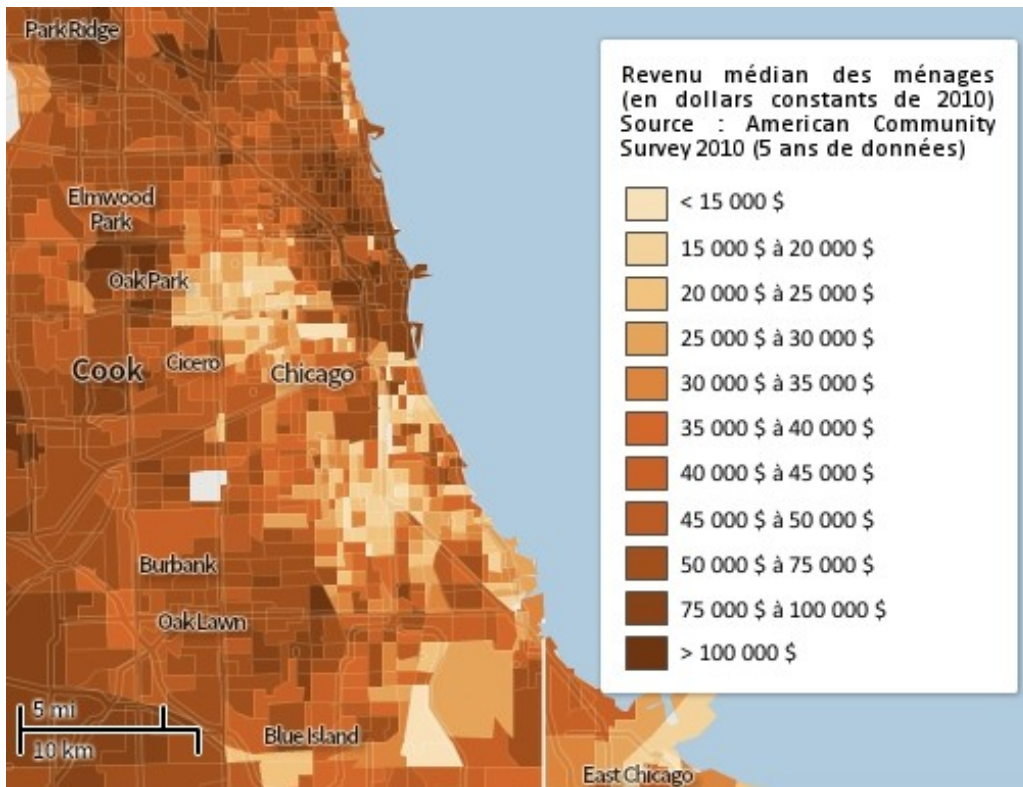 Park Ridge
Elmwood
Park
Oak Park
Cook
Cicero
Chicago
Burbank
Oak Lawn
Blue Island
East Chicago
5 mi
10 km
Revenu médian des ménages
(en dollars constants de 2010)
Source : American Community
Survey 2010 (5 ans de données)
< 15 000 $
15 000 $ à 20 000 $
20 000 $ à 25 000 $
25 000 $ à 30 000 $
30 000 $ à 35 000 $
35 000 $ à 40 000 $
40 000 $ à 45 000 $
45 000 $ à 50 000 $
50 000 $ à 75 000 $
75 000 $ à 100 000 $
> 100 000 $